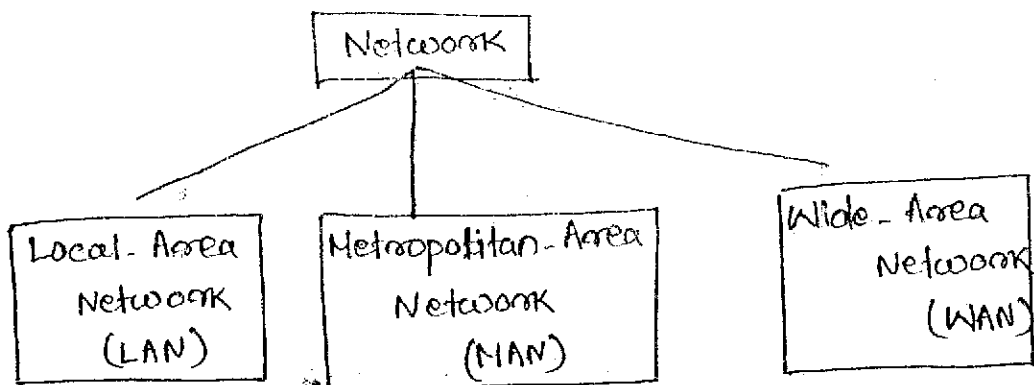 Network
Local-Area
Network
(LAN)
Metropolitan-Area
Network
(MAN)
Wide-Area
Network
(WAN)